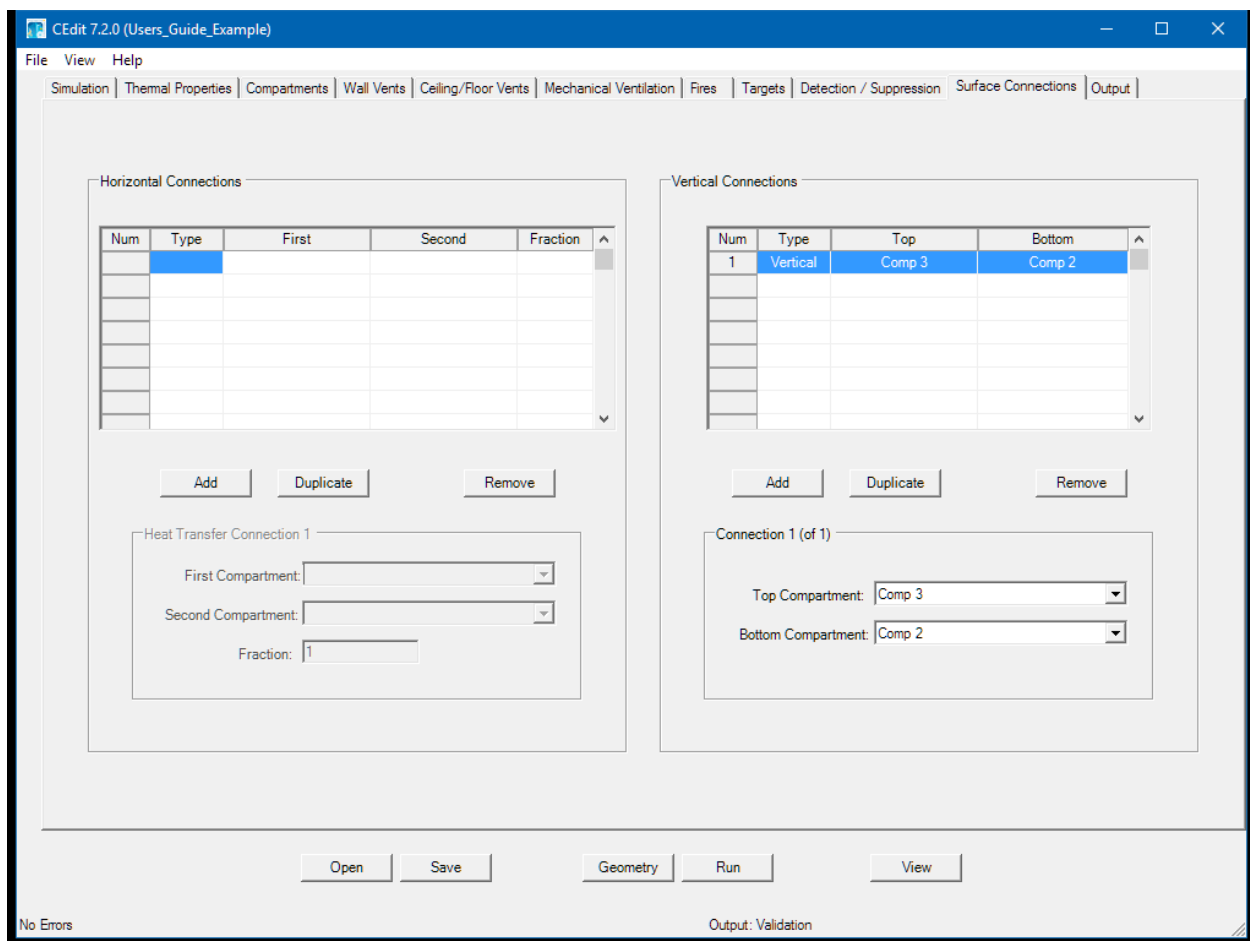 CEdit 7.2.0 (Users_Guide_Example)
File View Help
Simulation Thermal Properties Compartments Wall Vents Ceiling/Floor Vents Mechanical Ventilation Fires Targets Detection / Suppression Surface Connections Output
Horizontal Connections
Num Type First Second Fraction
Add Duplicate Remove
Heat Transfer Connection 1
First Compartment:
Second Compartment:
Fraction: 1
Vertical Connections
Num Type Top Bottom
1 Vertical Comp 3 Comp 2
Add Duplicate Remove
Connection 1 (of 1)
Top Compartment: Comp 3
Bottom Compartment: Comp 2
Open Save Geometry Run View
No Errors Output: Validation